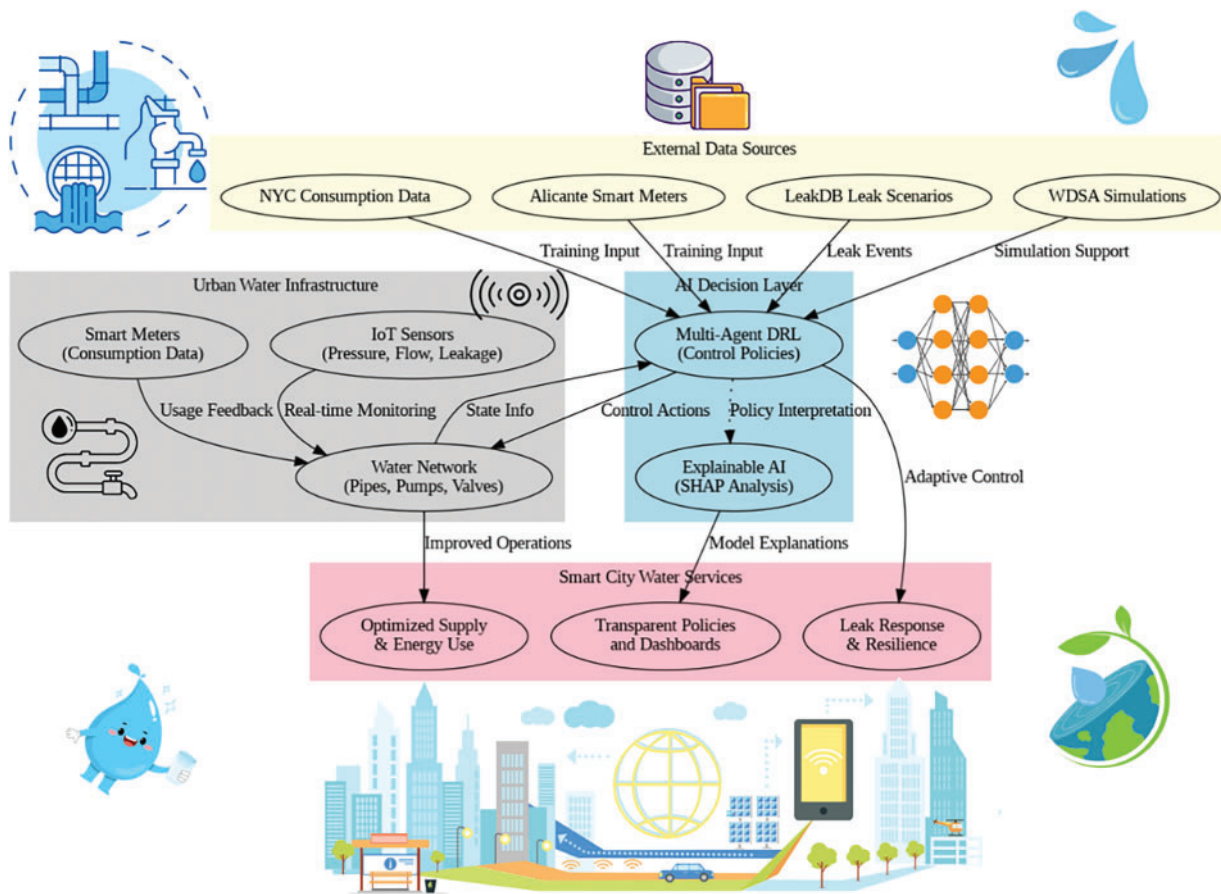 External Data Sources
NYC Consumption Data
Alicante Smart Meters
LeakDB Leak Scenarios
WDSA Simulations
Training Input
Training Input
Leak Events
Simulation Support
Urban Water Infrastructure
AI Decision Layer
Smart Meters
(Consumption Data)
IoT Sensors
(Pressure, Flow, Leakage)
Multi-Agent DRL
(Control Policies)
Usage Feedback
Real-time Monitoring
State Info
Control Actions
Policy Interpretation
Water Network
(Pipes, Pumps, Valves)
Explainable AI
(SHAP Analysis)
Adaptive Control
Improved Operations
Model Explanations
Smart City Water Services
Optimized Supply
& Energy Use
Transparent Policies
and Dashboards
Leak Response
& Resilience